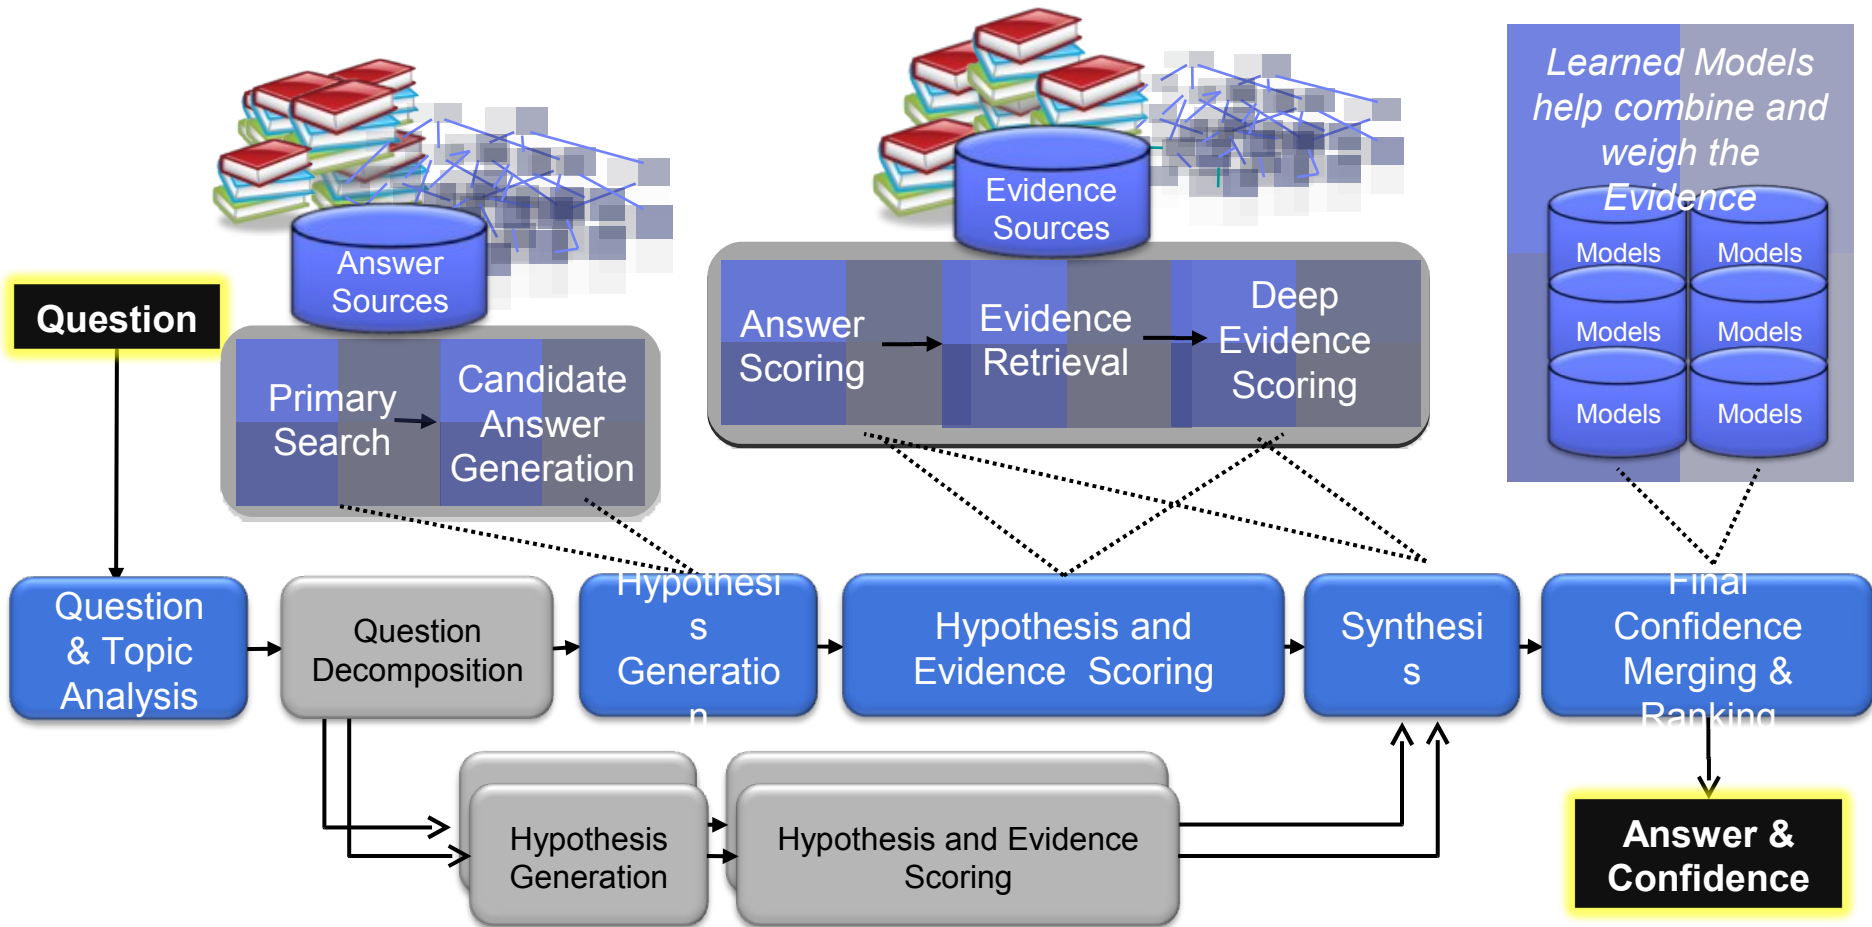 Learned Models
help combine and
weigh the
Evidence
Models
Models
Models
Models
Models
Models
Evidence
Sources
Answer
Sources
Question
Primary
Search
Candidate
Answer
Generation
Answer
Scoring
Evidence
Retrieval
Deep
Evidence
Scoring
Question
& Topic
Analysis
Question
Decomposition
Hypothesi
s
Generatio
n
Hypothesis and
Evidence Scoring
Synthesi
s
Final
Confidence
Merging &
Ranking
Hypothesis
Generation
Hypothesis and Evidence
Scoring
Answer &
Confidence